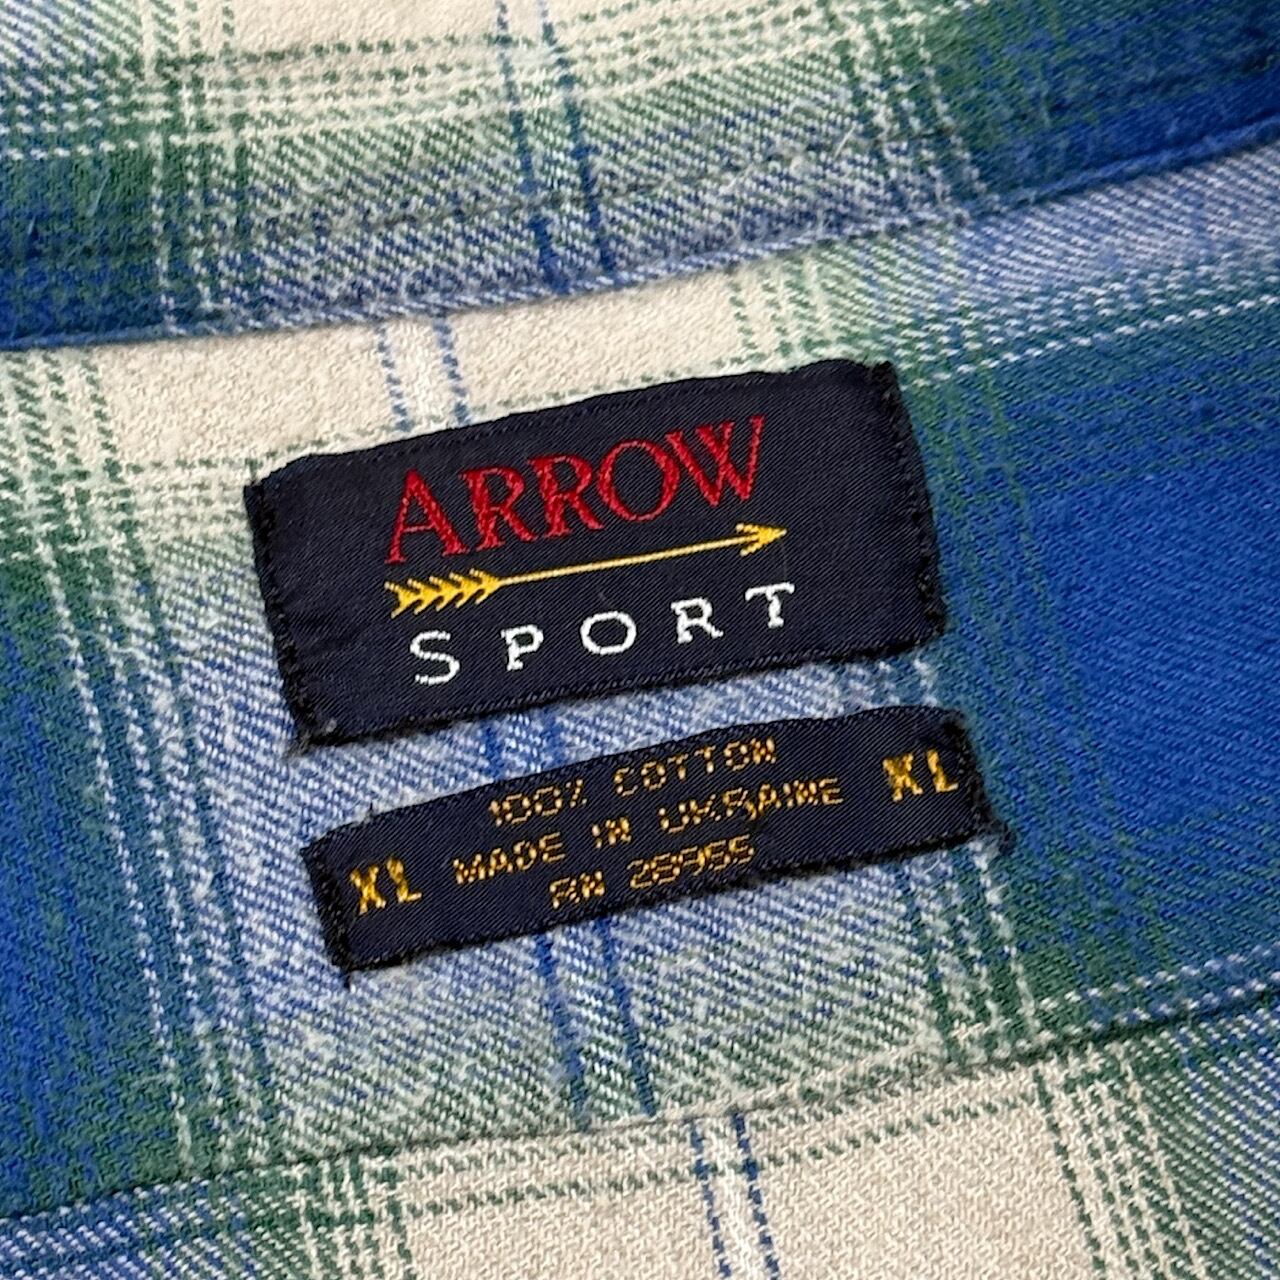 ARROW
SPORT
100% COTTON
XL MADE IN UKRAINE XL
RN 28965